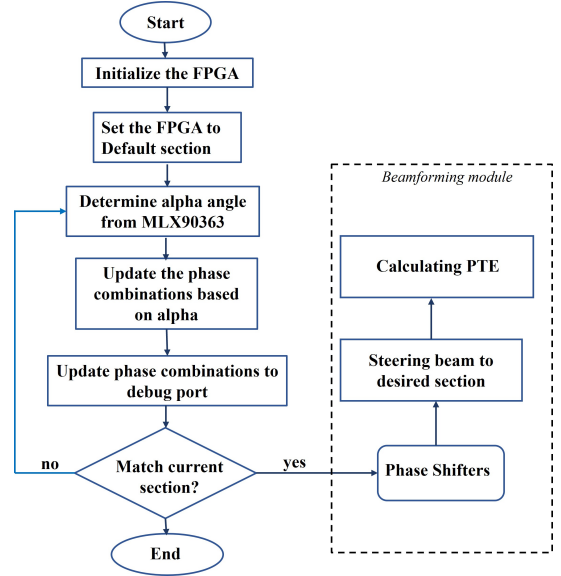 Start
Initialize the FPGA
Set the FPGA to
Default section
Determine alpha angle
from MLX90363
Update the phase
combinations based
on alpha
Update phase combinations to
debug port
Match current
section?
no
yes
End
Beamforming module
Calculating PTE
Steering beam to
desired section
Phase Shifters